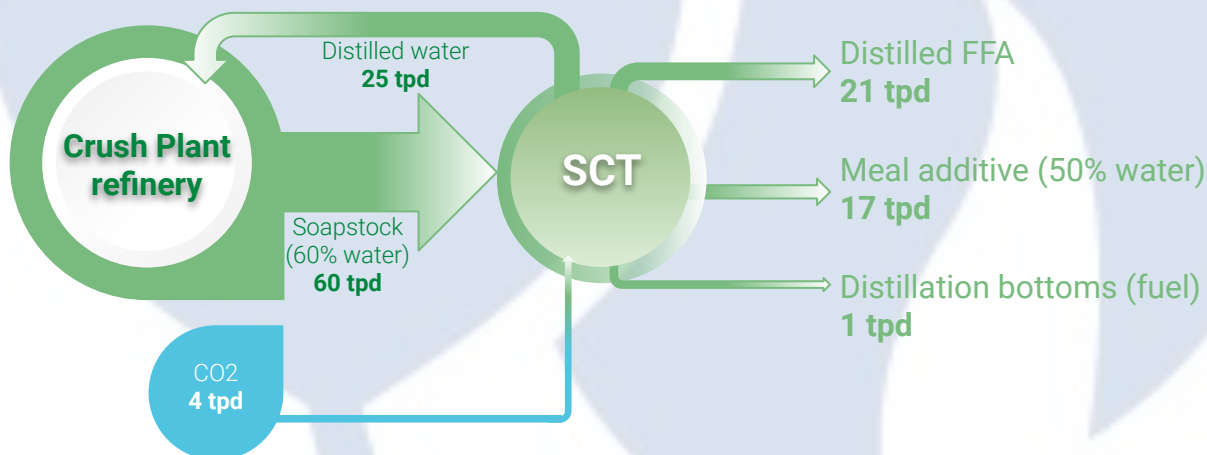 Distilled water
25 tpd
Crush Plant
refinery
Soapstock
(60% water)
60 tpd
CO2
4 tpd
SCT
Distilled FFA
21 tpd
Meal additive (50% water)
17 tpd
Distillation bottoms (fuel)
1 tpd